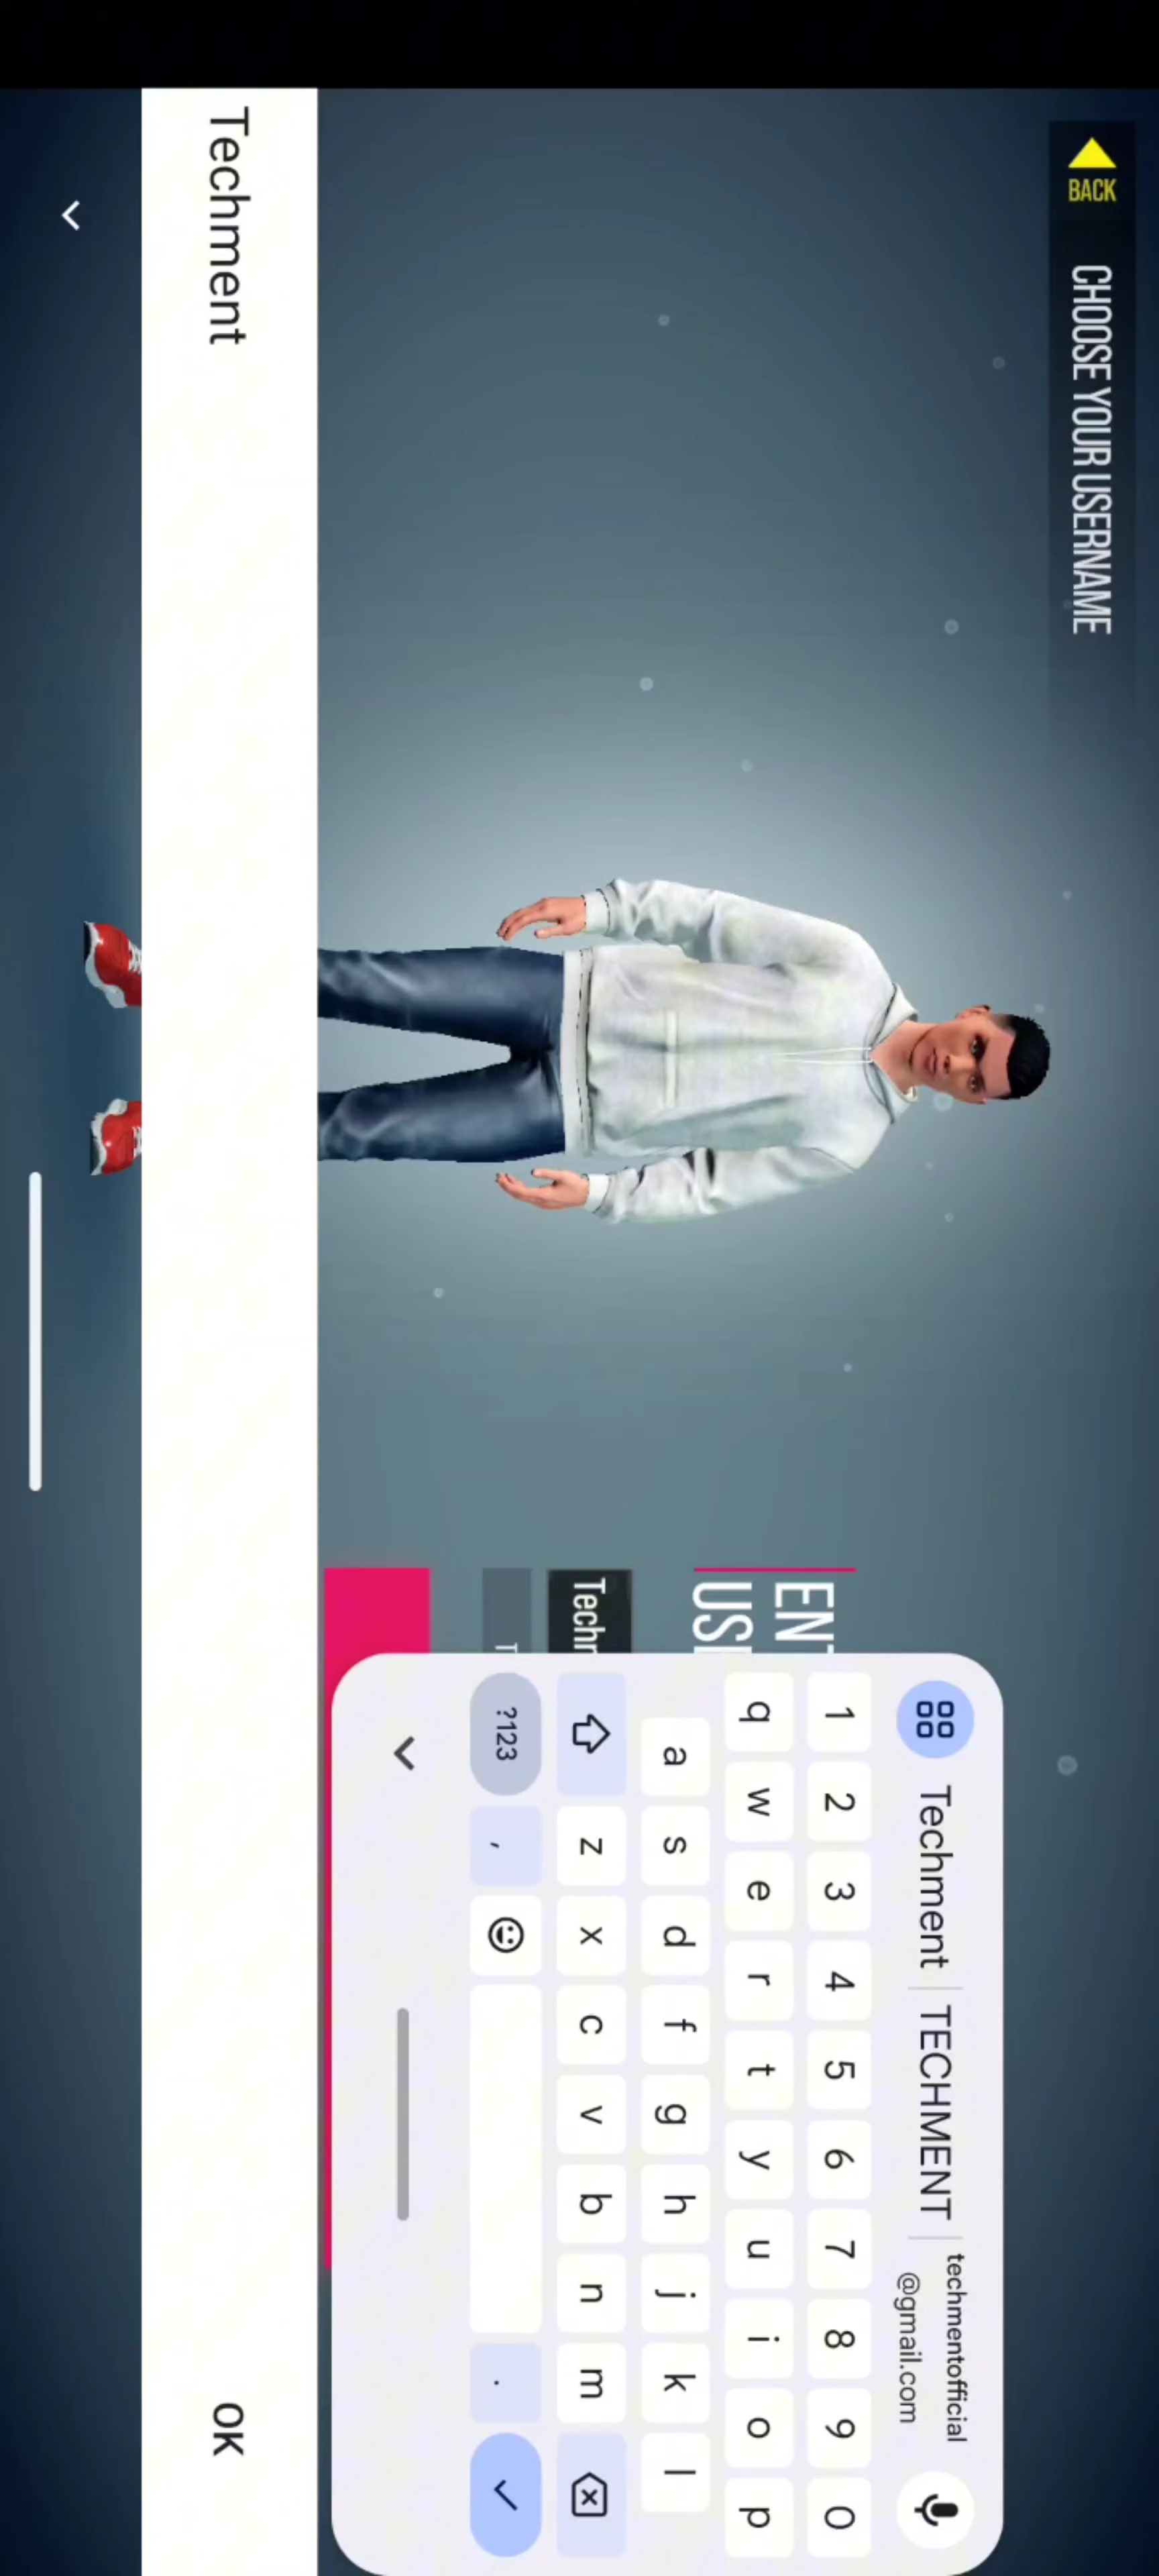 BACK
CHOOSE YOUR USERNAME
Techment
TECHMENT
techmentofficial
@gmail.com
1 2 3 4 5 6 7 8 9 0
q w e r t y u i o p
a s d f g h j k l
z x c v b n m
?123 , .
Techment
OK